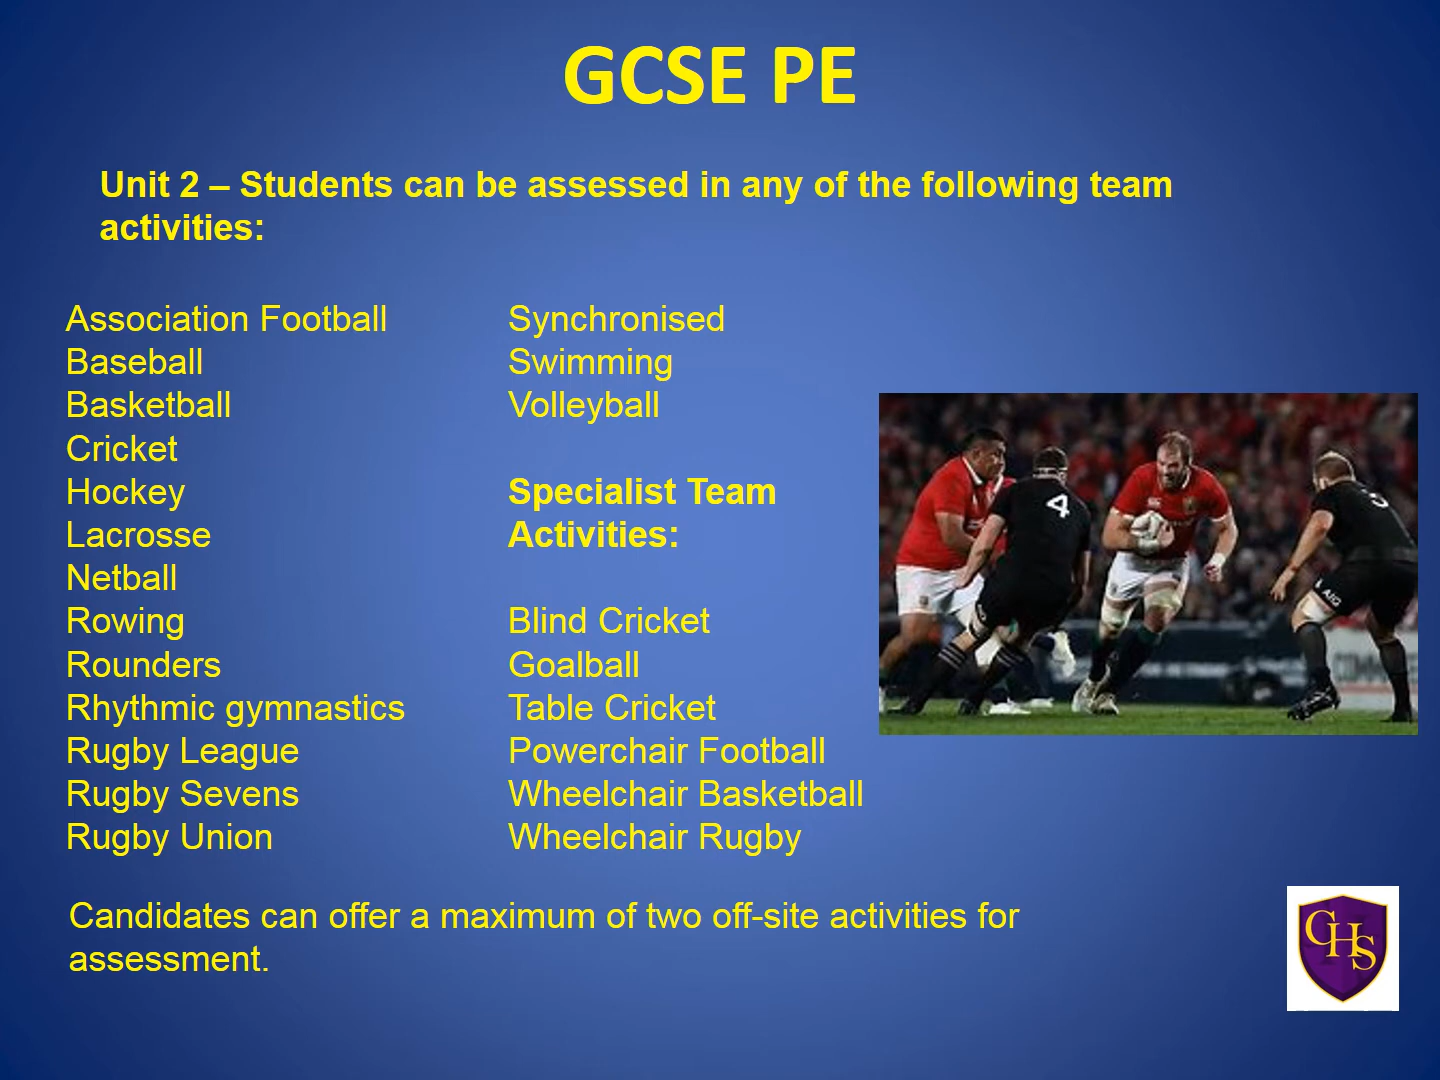 GCSE PE
Unit 2 – Students can be assessed in any of the following team
activities:
Association Football
Baseball
Basketball
Cricket
Hockey
Lacrosse
Netball
Rowing
Rounders
Rhythmic gymnastics
Rugby League
Rugby Sevens
Rugby Union
Synchronised
Swimming
Volleyball
Specialist Team
Activities:
Blind Cricket
Goalball
Table Cricket
Powerchair Football
Wheelchair Basketball
Wheelchair Rugby
4
AIG
Candidates can offer a maximum of two off-site activities for
assessment.
CHS